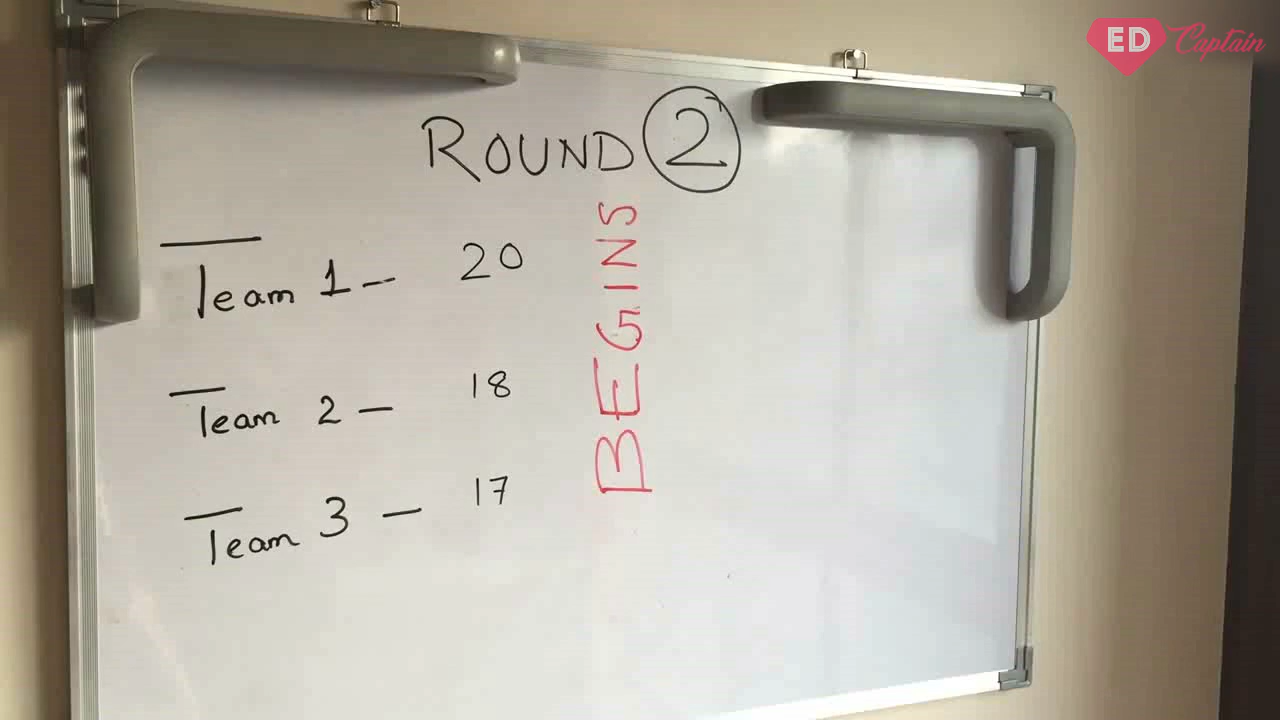 ED Captain
ROUND 2
Team 1 - 20
Team 2 - 18
Team 3 - 17
BEGINS